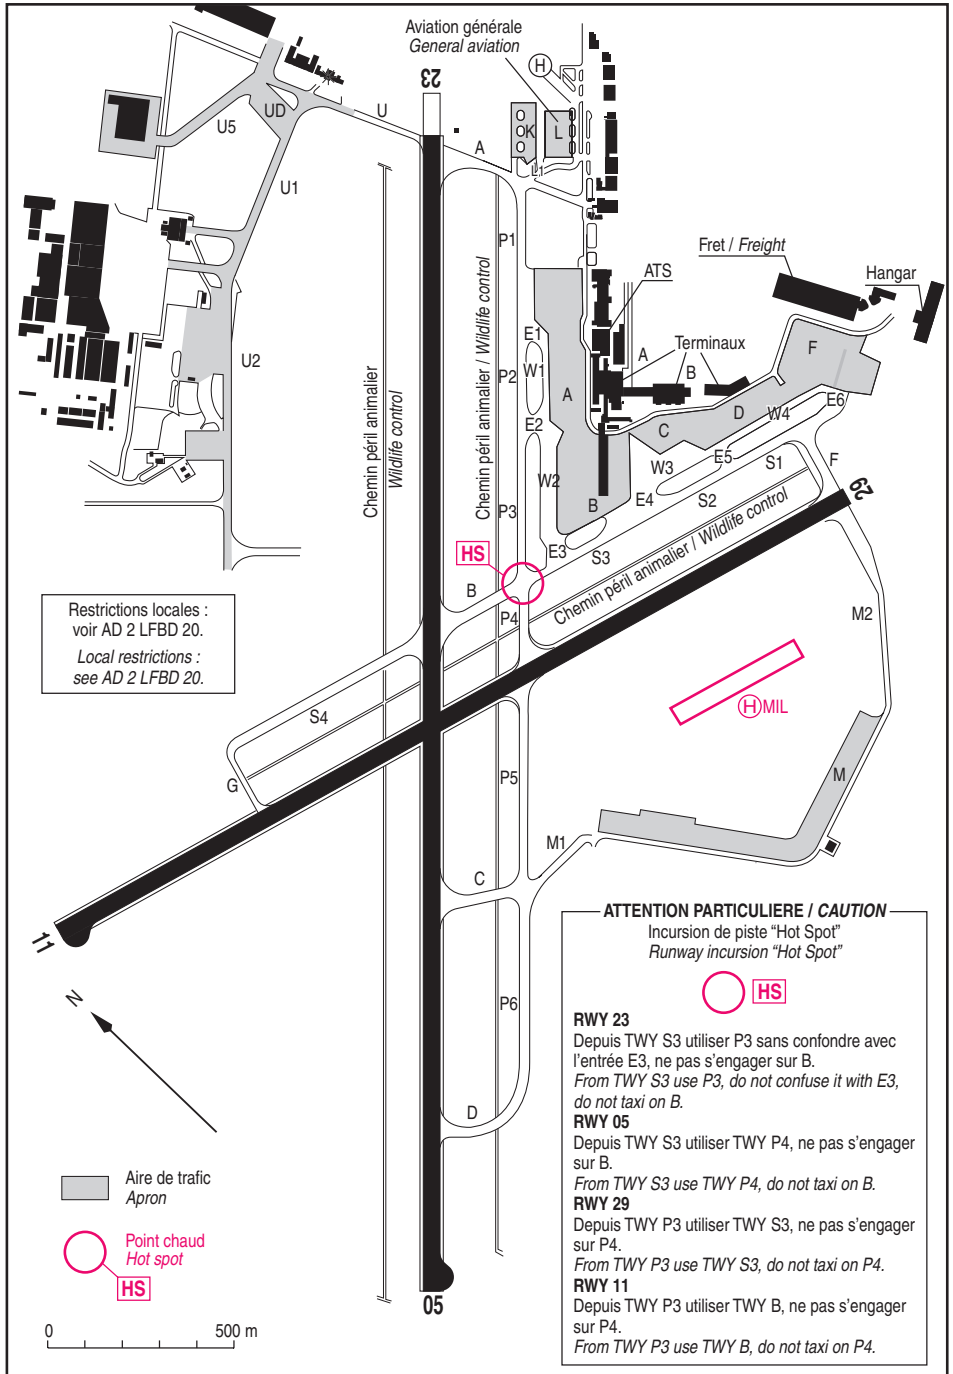 Aviation générale
General aviation
23
H
U
UD
U5
A
K
L
L1
U1
P1
Fret / Freight
Hangar
ATS
E1
A
Terminaux
F
U2
Chemin péril animalier
Wildlife control
Chemin péril animalier / Wildlife control
P2
W1
A
B
E2
C
D
W4
E6
W3
E5
S1
F
29
W2
E4
S2
P3
B
E3
S3
HS
Chemin péril animalier / Wildlife control
B
P4
M2
Restrictions locales :
voir AD 2 LFBD 20.
Local restrictions :
see AD 2 LFBD 20.
S4
H MIL
G
P5
M
M1
C
11
N
P6
D
ATTENTION PARTICULIERE / CAUTION
Incursion de piste “Hot Spot”
Runway incursion “Hot Spot”
HS
RWY 23
Depuis TWY S3 utiliser P3 sans confondre avec
l’entrée E3, ne pas s’engager sur B.
From TWY S3 use P3, do not confuse it with E3,
do not taxi on B.
RWY 05
Depuis TWY S3 utiliser TWY P4, ne pas s’engager
sur B.
From TWY S3 use TWY P4, do not taxi on B.
RWY 29
Depuis TWY P3 utiliser TWY S3, ne pas s’engager
sur P4.
From TWY P3 use TWY S3, do not taxi on P4.
RWY 11
Depuis TWY P3 utiliser TWY B, ne pas s’engager
sur P4.
From TWY P3 use TWY B, do not taxi on P4.
Aire de trafic
Apron
Point chaud
Hot spot
HS
05
0 500 m